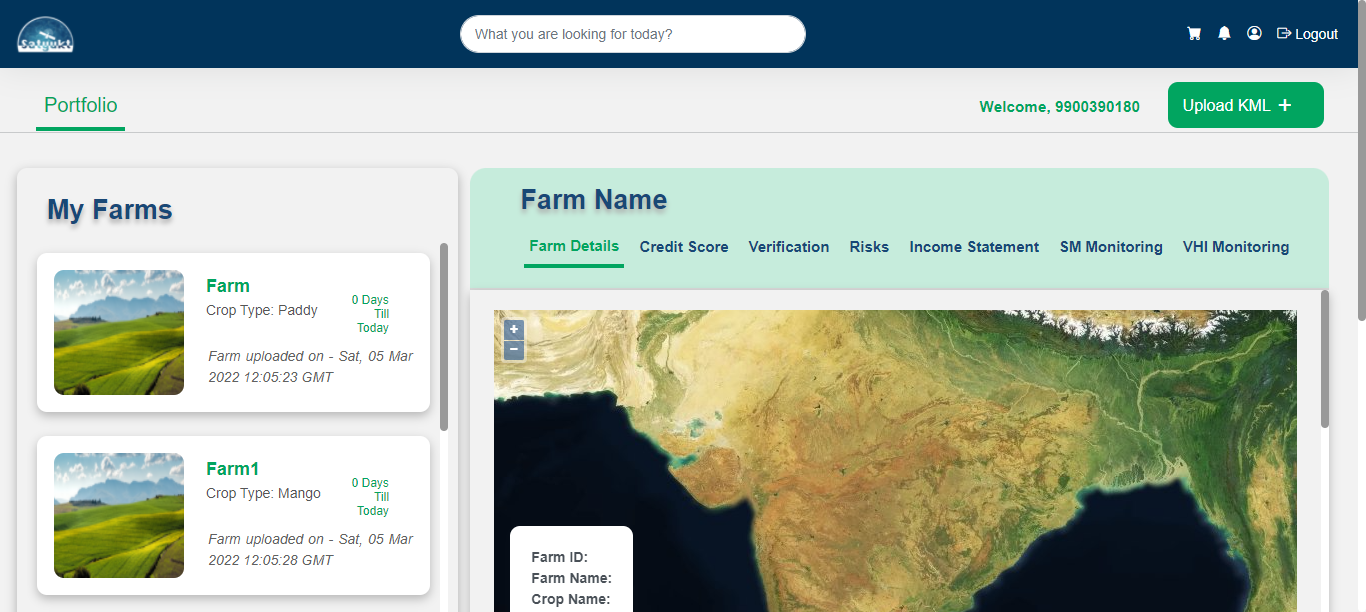 Satyukt
What you are looking for today?
Logout
Portfolio
Welcome, 9900390180
Upload KML +
My Farms
Farm
Crop Type: Paddy
0 Days
Till
Today
Farm uploaded on - Sat, 05 Mar
2022 12:05:23 GMT
Farm1
Crop Type: Mango
0 Days
Till
Today
Farm uploaded on - Sat, 05 Mar
2022 12:05:28 GMT
Farm Name
Farm Details Credit Score Verification Risks Income Statement SM Monitoring VHI Monitoring
+
−
Farm ID:
Farm Name:
Crop Name: